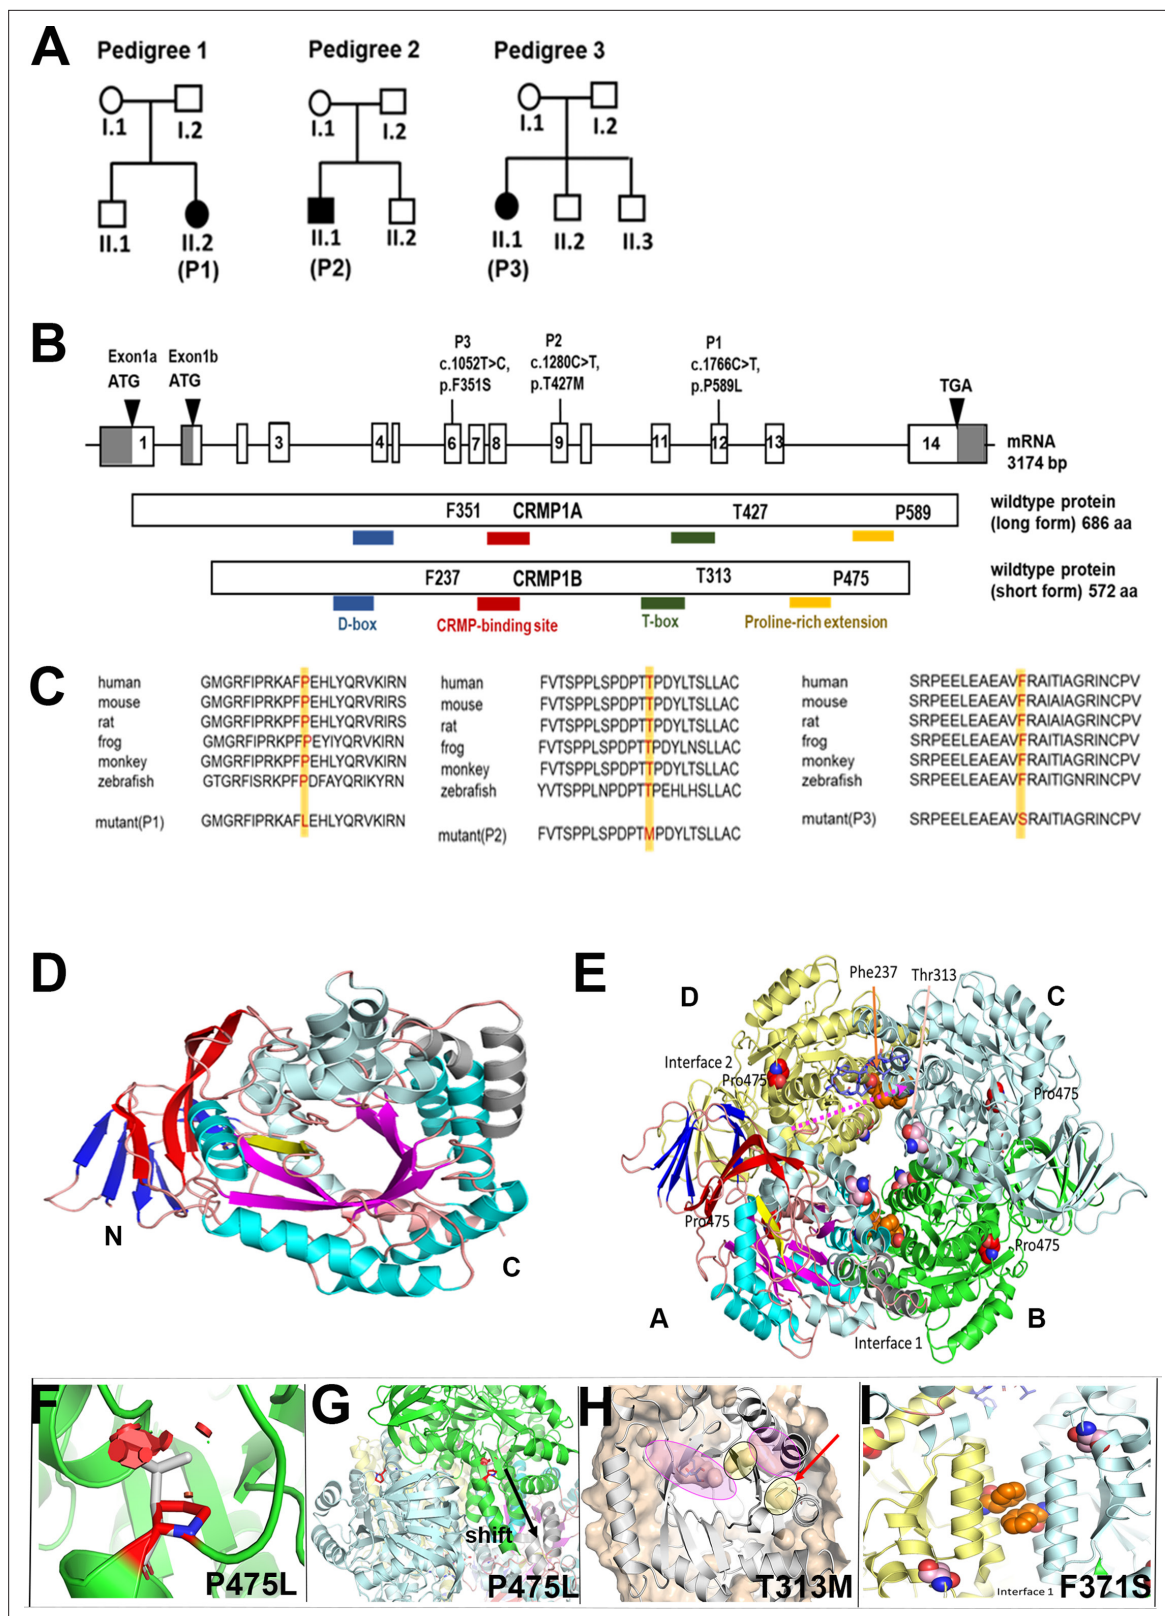 A
Pedigree 1
Pedigree 2
Pedigree 3
I.1
I.2
I.1
I.2
I.1
I.2
II.1
II.2
(P1)
II.1
(P2)
II.2
II.1
(P3)
II.2
II.3
B
Exon1a
ATG
Exon1b
ATG
P3
c.1052T>C,
p.F351S
P2
c.1280C>T,
p.T427M
P1
c.1766C>T,
p.P589L
TGA
1
3
4
6
7
8
9
11
12
13
14
mRNA
3174 bp
F351
CRMP1A
T427
P589
wildtype protein
(long form) 686 aa
F237
CRMP1B
T313
P475
wildtype protein
(short form) 572 aa
D-box
CRMP-binding site
T-box
Proline-rich extension
C
human GMGRFIPRKAFPEHLYQRVKIRN
mouse GMGRFIPRKPFPEHLYQRVRIRS
rat GMGRFIPRKPFPEHLYQRVRIRS
frog GMGRFIPRKPFPEYIYQRVKIRN
monkey GMGRFIPRKPFPEHLYQRVKIRN
zebrafish GTGRFISRKPFPDFAYQRIKYRN
mutant(P1) GMGRFIPRKAFLEHLYQRVKIRN
human FVTSPPLSPDPTTPDYLTSLLAC
mouse FVTSPPLSPDPTTPDYLTSLLAC
rat FVTSPPLSPDPTTPDYLTSLLAC
frog FVTSPPLSPDPTTPDYLNSLLAC
monkey FVTSPPLSPDPTTPDYLTSLLAC
zebrafish YVTSPPLNPDPTTPEHLHSLLAC
mutant(P2) FVTSPPLSPDPTMPDYLTSLLAC
human SRPEELEAEAVFRAITIAGRINCPV
mouse SRPEELEAEAVFRAIAIAGRINCPV
rat SRPEELEAEAVFRAIAIAGRINCPV
frog SRPEELEAEAVFRAITIASRINCPV
monkey SRPEELEAEAVFRAITIAGRINCPV
zebrafish SRPEELEAEAVFRAITIGNRINCPV
mutant(P3) SRPEELEAEAVSRAITIAGRINCPV
D
N
C
E
Phe237
Thr313
D
C
Interface 2
Pro475
Pro475
Pro475
Pro475
A
Interface 1
B
F
P475L
G
shift
P475L
H
T313M
I
Interface 1
F371S